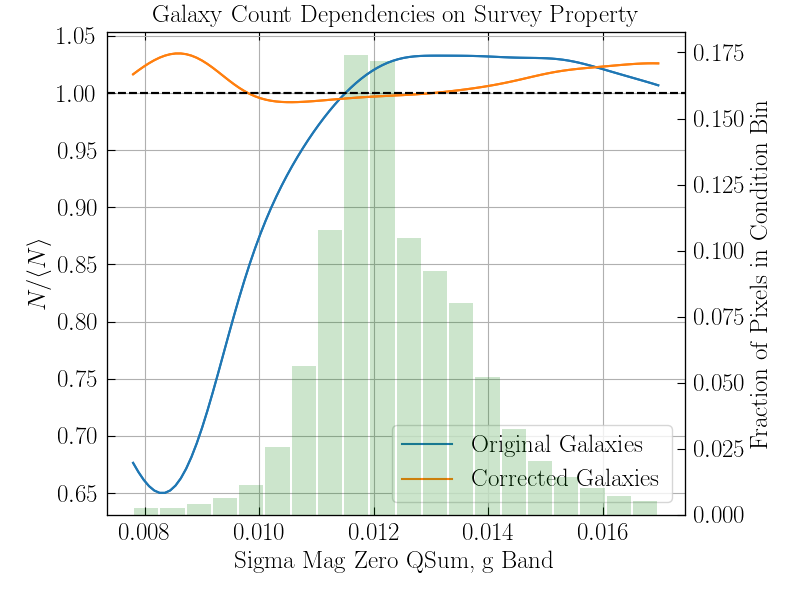 Galaxy Count Dependencies on Survey Property
1.05
1.00
0.95
0.90
0.85
0.80
0.75
0.70
0.65
N/⟨N⟩
0.175
0.150
0.125
0.100
0.075
0.050
0.025
0.000
Fraction of Pixels in Condition Bin
Original Galaxies
Corrected Galaxies
0.008 0.010 0.012 0.014 0.016
Sigma Mag Zero QSum, g Band